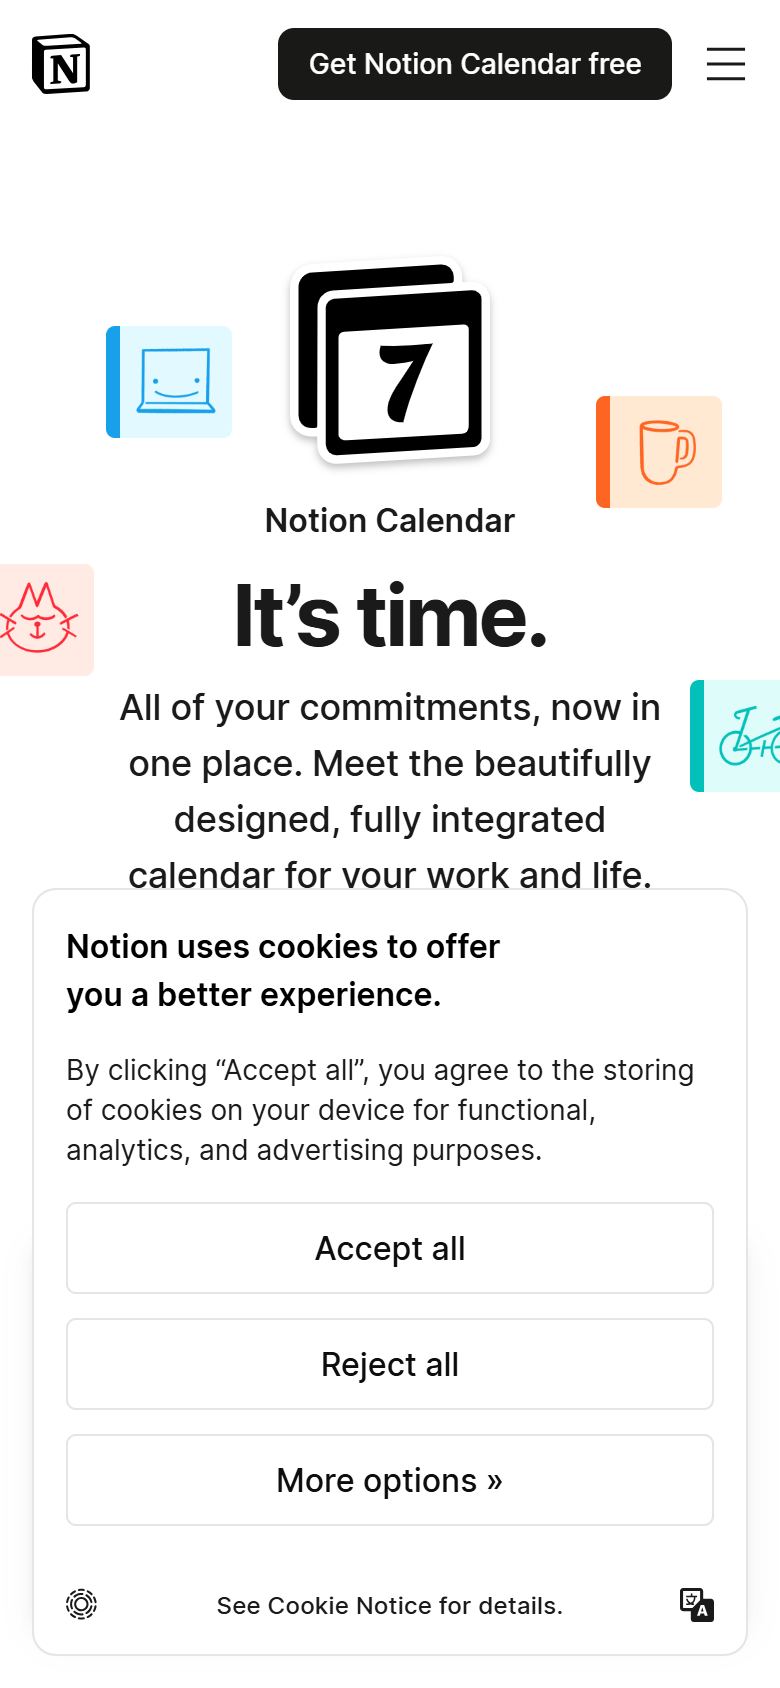 N
Get Notion Calendar free
7
Notion Calendar
It’s time.
All of your commitments, now in
one place. Meet the beautifully
designed, fully integrated
calendar for your work and life.
Notion uses cookies to offer
you a better experience.
By clicking “Accept all”, you agree to the storing
of cookies on your device for functional,
analytics, and advertising purposes.
Accept all
Reject all
More options »
See Cookie Notice for details.
文
A